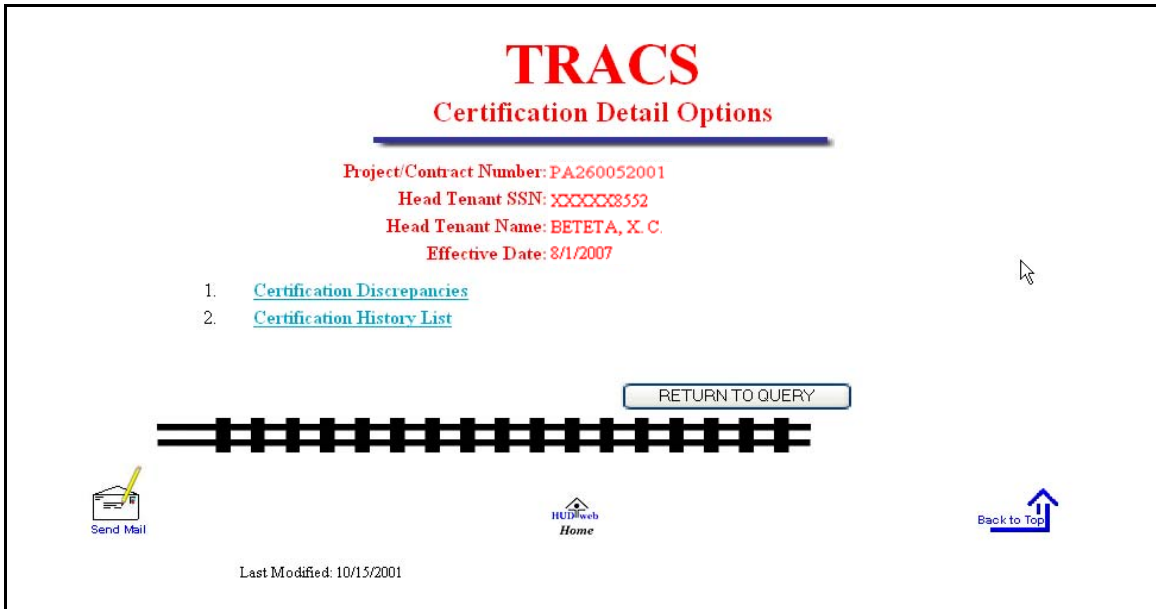 TRACS
Certification Detail Options
Project/Contract Number: PA260052001
Head Tenant SSN: XXXXX8552
Head Tenant Name: BETETA, X. C.
Effective Date: 8/1/2007
1. Certification Discrepancies
2. Certification History List
RETURN TO QUERY
Send Mail
HUDweb
Home
Back to Top
Last Modified: 10/15/2001